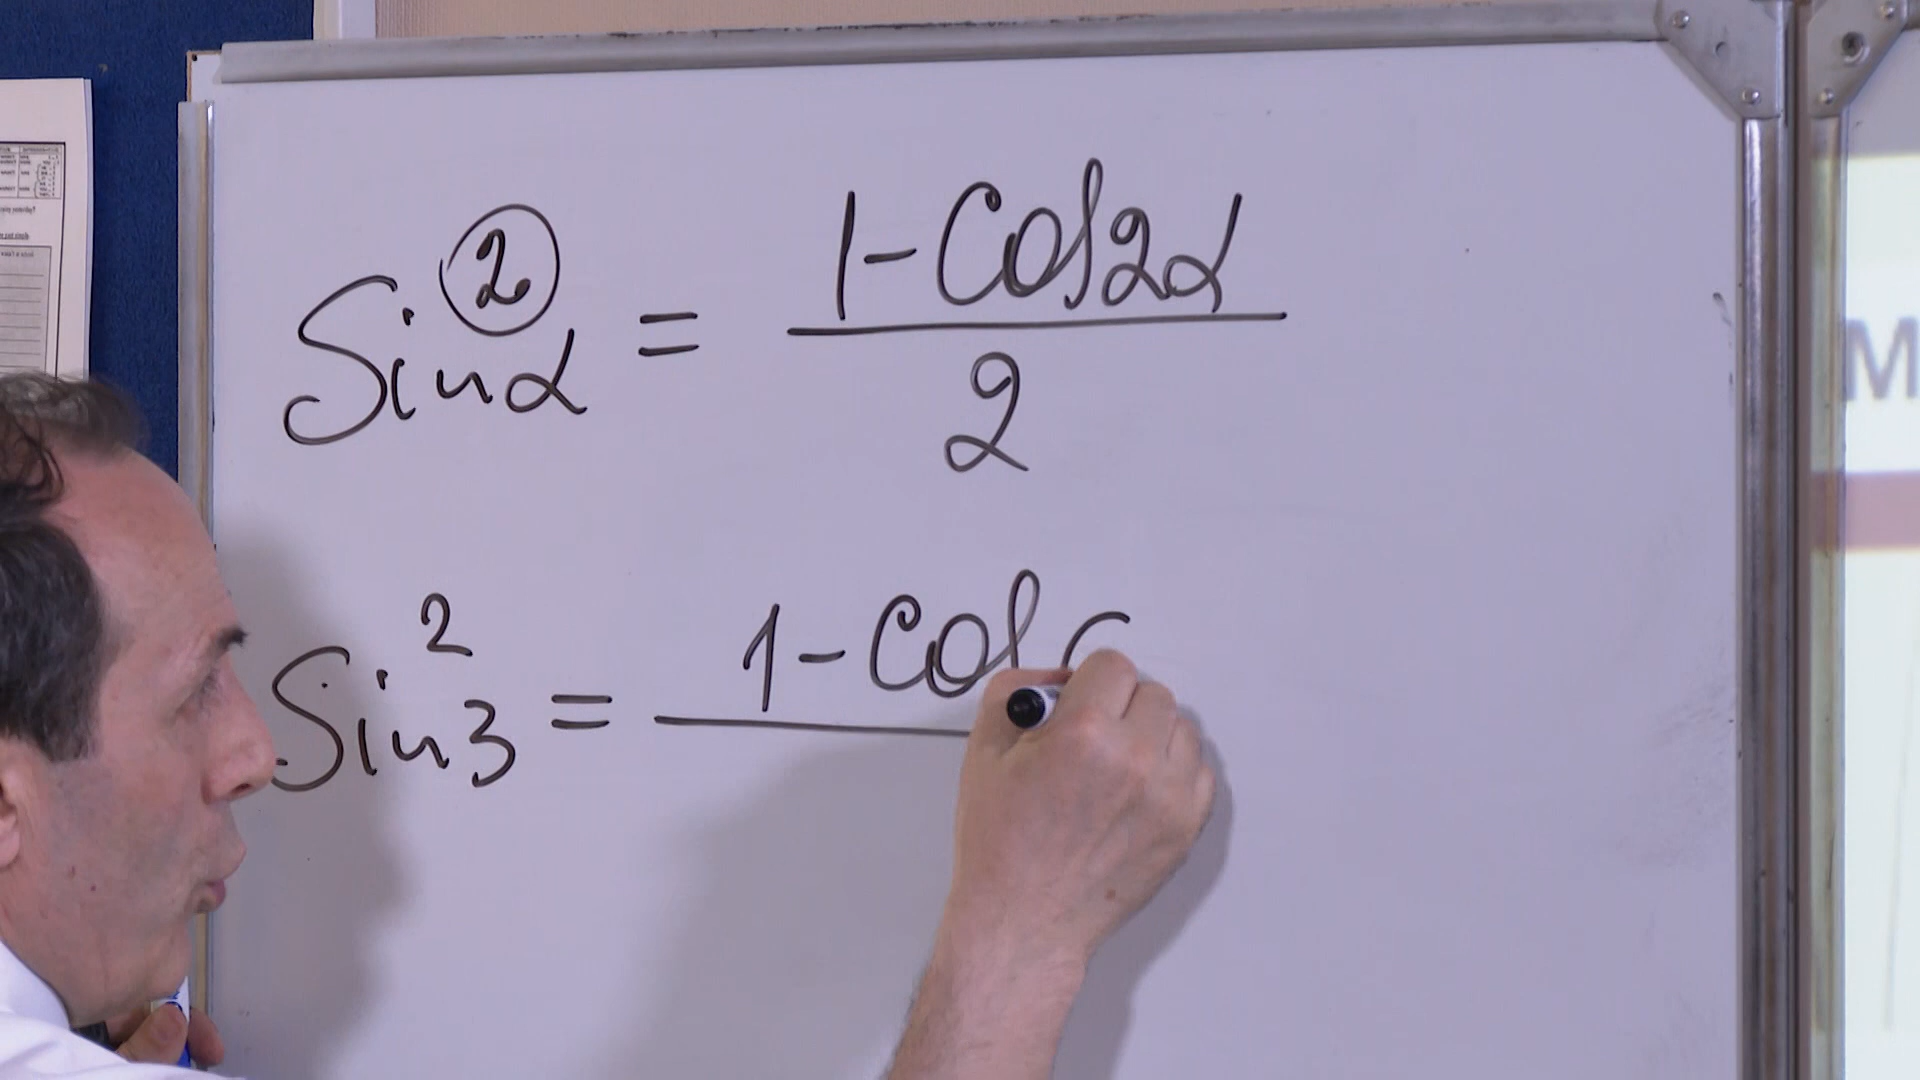 Sin²α = (1-Cos2α)/2
Sin²3 = 1-Cos
M